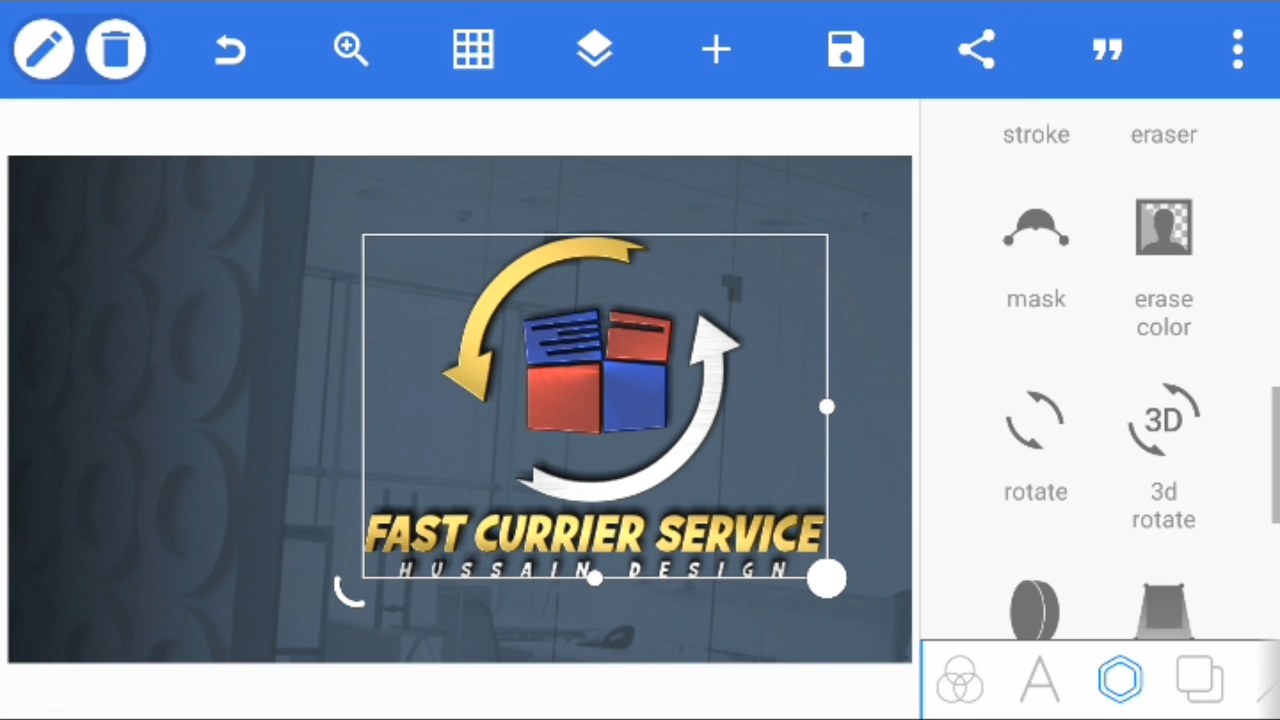 stroke
eraser
mask
erase
color
3D
rotate
3d
rotate
FAST CURRIER SERVICE
HUSSAIN DESIGN
A